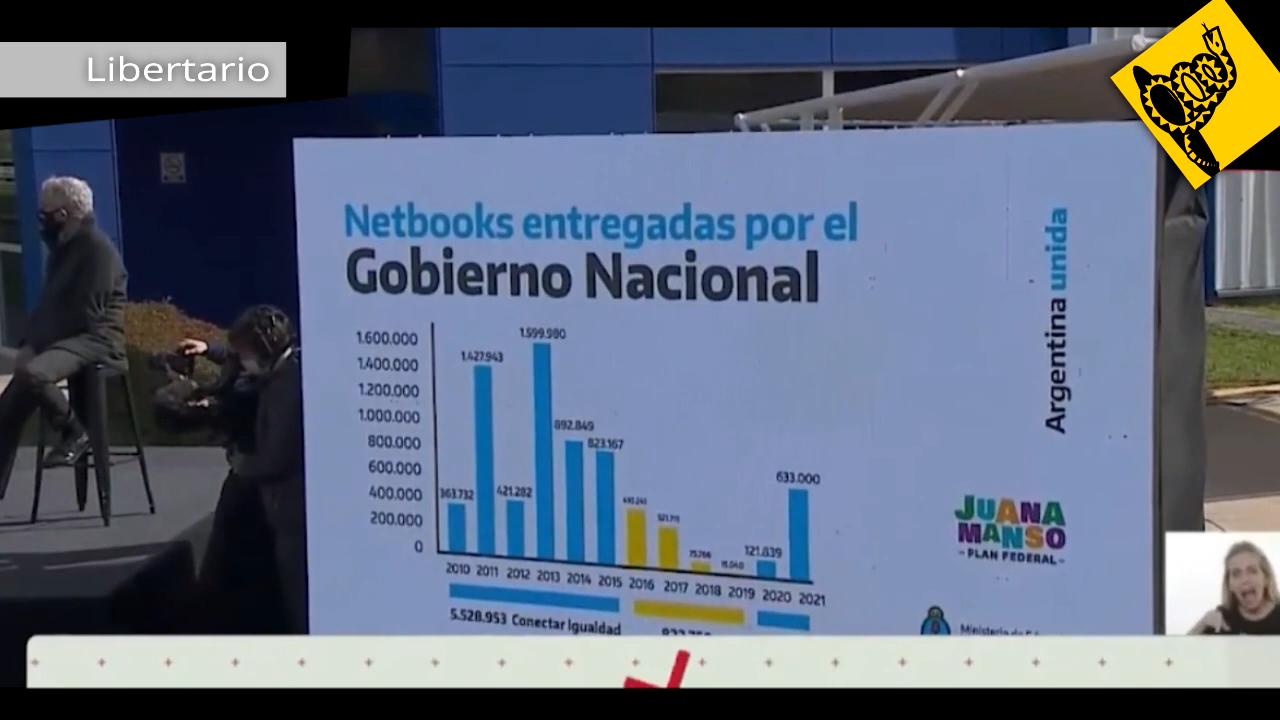 Libertario
Netbooks entregadas por el
Gobierno Nacional
Argentina unida
1.600.000
1.400.000
1.200.000
1.000.000
800.000
600.000
400.000
200.000
0
363.732
1.427.943
421.282
1.599.980
892.849
823.167
121.839
633.000
2010 2011 2012 2013 2014 2015 2016 2017 2018 2019 2020 2021
5.528.953 Conectar Igualdad
JUANA
MANSO
- PLAN FEDERAL -